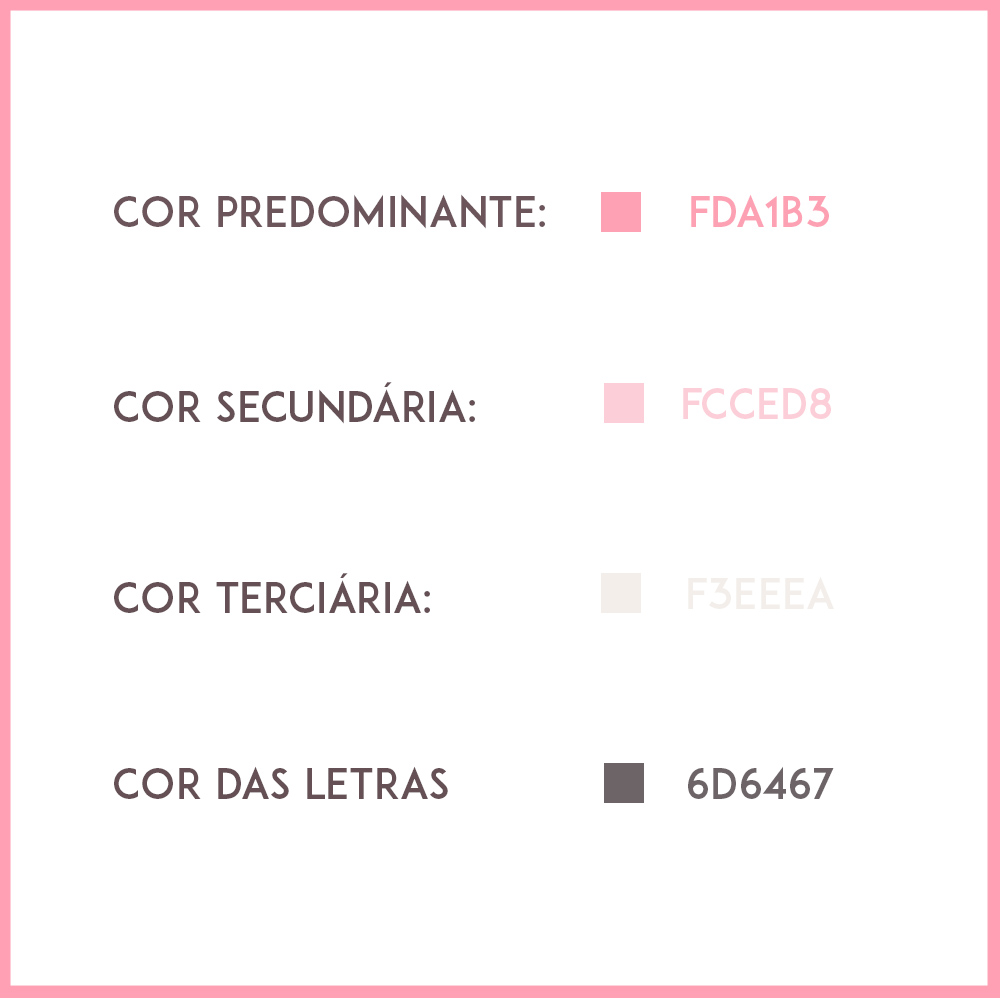 COR PREDOMINANTE: FDA1B3
COR SECUNDÁRIA: FCCED8
COR TERCIÁRIA: F3EEEA
COR DAS LETRAS 6D6467